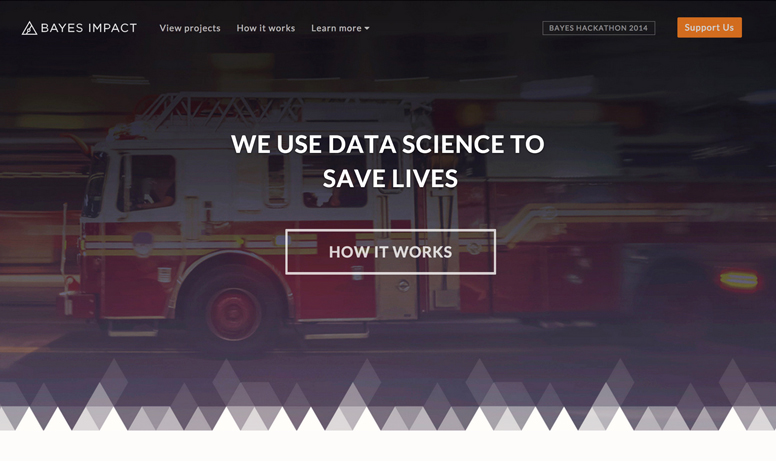 BAYES IMPACT
View projects
How it works
Learn more
BAYES HACKATHON 2014
Support Us
WE USE DATA SCIENCE TO
SAVE LIVES
HOW IT WORKS